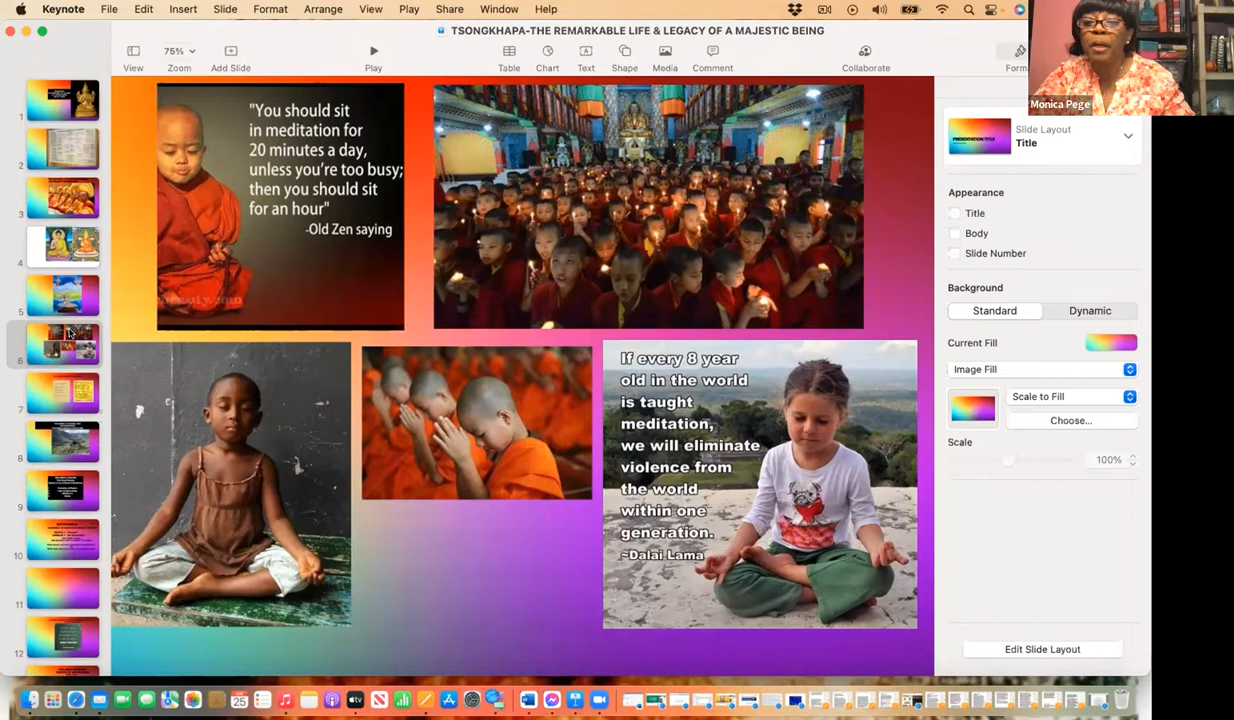 Keynote File Edit Insert Slide Format Arrange View Play Share Window Help
TSONGKHAPA-THE REMARKABLE LIFE & LEGACY OF A MAJESTIC BEING
75%
View Zoom Add Slide Play Table Chart Text Shape Media Comment Collaborate Form
Monica Pege
"You should sit
in meditation for
20 minutes a day,
unless you're too busy;
then you should sit
for an hour"
-Old Zen saying
If every 8 year
old in the world
is taught
meditation,
we will eliminate
violence from
the world
within one
generation.
~Dalai Lama
1
2
3
4
5
6
7
8
9
10
11
12
Slide Layout
Title
PRESENTATION TITLE
Appearance
Title
Body
Slide Number
Background
Standard Dynamic
Current Fill
Image Fill
Scale to Fill
Choose...
Scale
100%
Edit Slide Layout
25